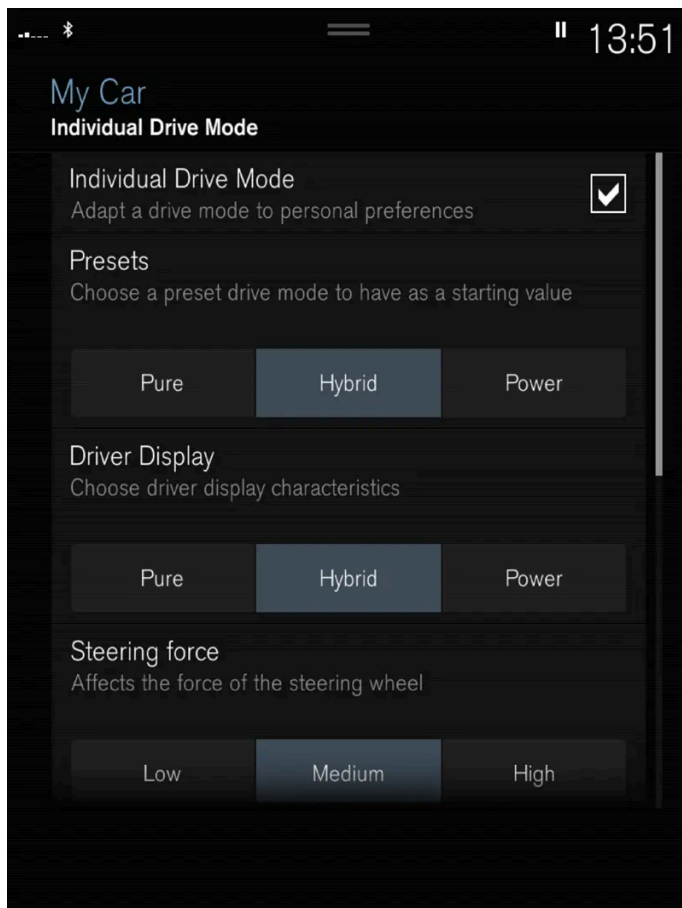 13:51
My Car
Individual Drive Mode
Individual Drive Mode
Adapt a drive mode to personal preferences
Presets
Choose a preset drive mode to have as a starting value
Pure Hybrid Power
Driver Display
Choose driver display characteristics
Pure Hybrid Power
Steering force
Affects the force of the steering wheel
Low Medium High